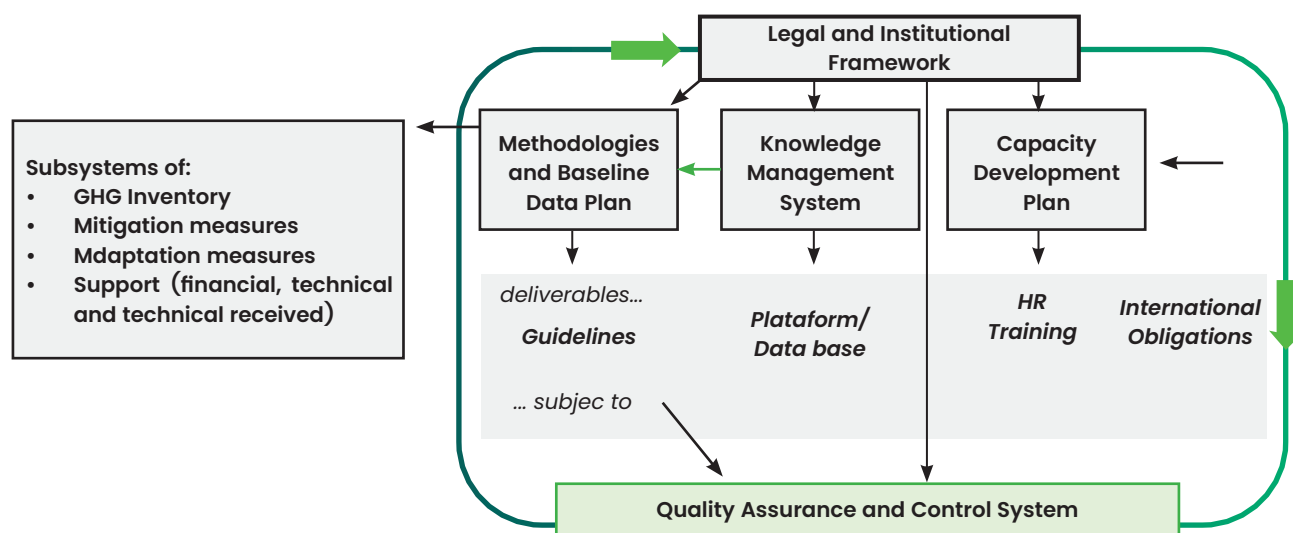 Legal and Institutional
Framework
Subsystems of:
• GHG Inventory
• Mitigation measures
• Mdaptation measures
• Support (financial, technical
and technical received)
Methodologies
and Baseline
Data Plan
Knowledge
Management
System
Capacity
Development
Plan
deliverables...
Guidelines
Plataform/
Data base
HR
Training
International
Obligations
... subjec to
Quality Assurance and Control System